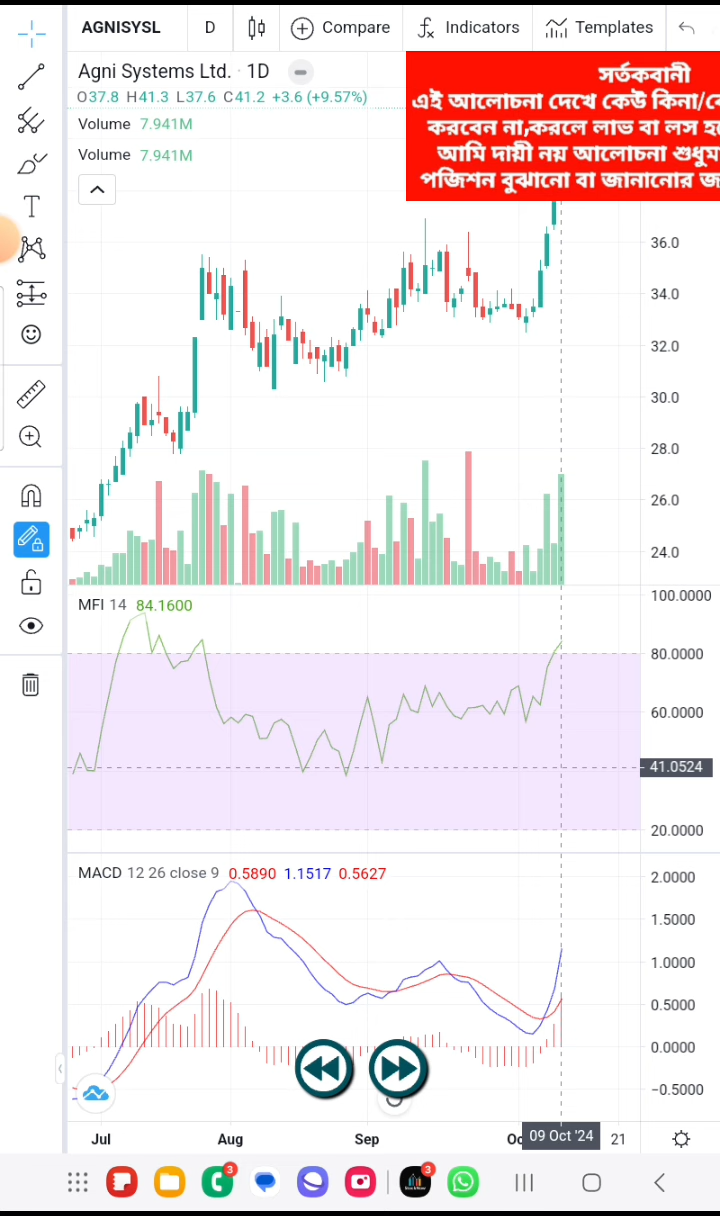 AGNISYSL D Compare Indicators Templates
Agni Systems Ltd. · 1D
O37.8 H41.3 L37.6 C41.2 +3.6 (+9.57%)
Volume 7.941M
Volume 7.941M
সর্তকবানী
এই আলোচনা দেখে কেউ কিনা/বে
করবেন না,করলে লাভ বা লস হ
আমি দায়ী নয় আলোচনা শুধুম
পজিশন বুঝানো বা জানানোর জ
36.0
34.0
32.0
30.0
28.0
26.0
24.0
MFI 14 84.1600
100.0000
80.0000
60.0000
41.0524
20.0000
MACD 12 26 close 9 0.5890 1.1517 0.5627
2.0000
1.5000
1.0000
0.5000
0.0000
−0.5000
Jul Aug Sep Oc 09 Oct '24 21
3 3